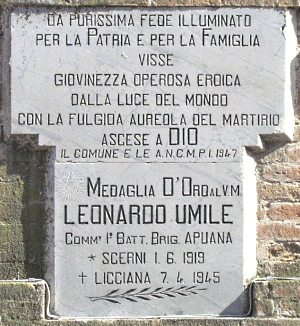 DA PURISSIMA FEDE ILLUMINATO
PER LA PATRIA E PER LA FAMIGLIA
VISSE
GIOVINEZZA OPEROSA EROICA
DALLA LUCE DEL MONDO
CON LA FULGIDA AUREOLA DEL MARTIRIO
ASCESE A DIO
IL COMUNE E LE A.N.C.M.P.I. 1947
MEDAGLIA D'ORO AL V.M.
LEONARDO UMILE
COMMº Iº BATT. BRIG. APUANA
* SCERNI 1. 6. 1919
† LICCIANA 7. 4. 1945